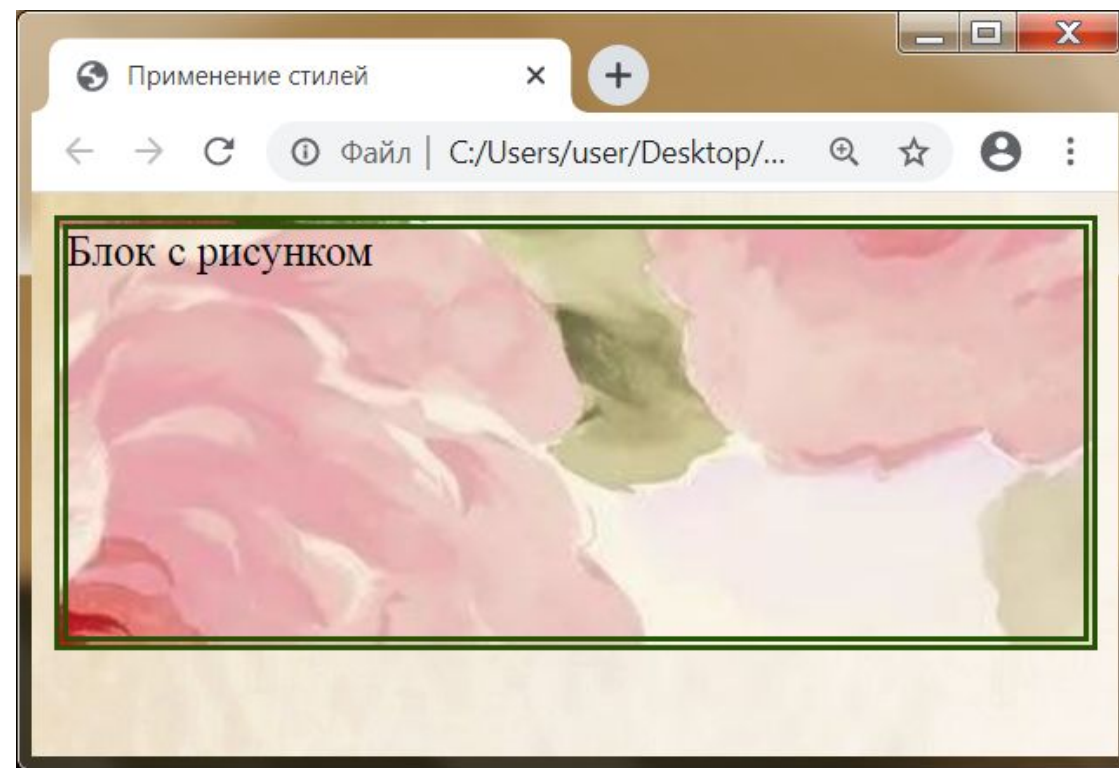 Применение стилей
Файл | C:/Users/user/Desktop/...
Блок с рисунком